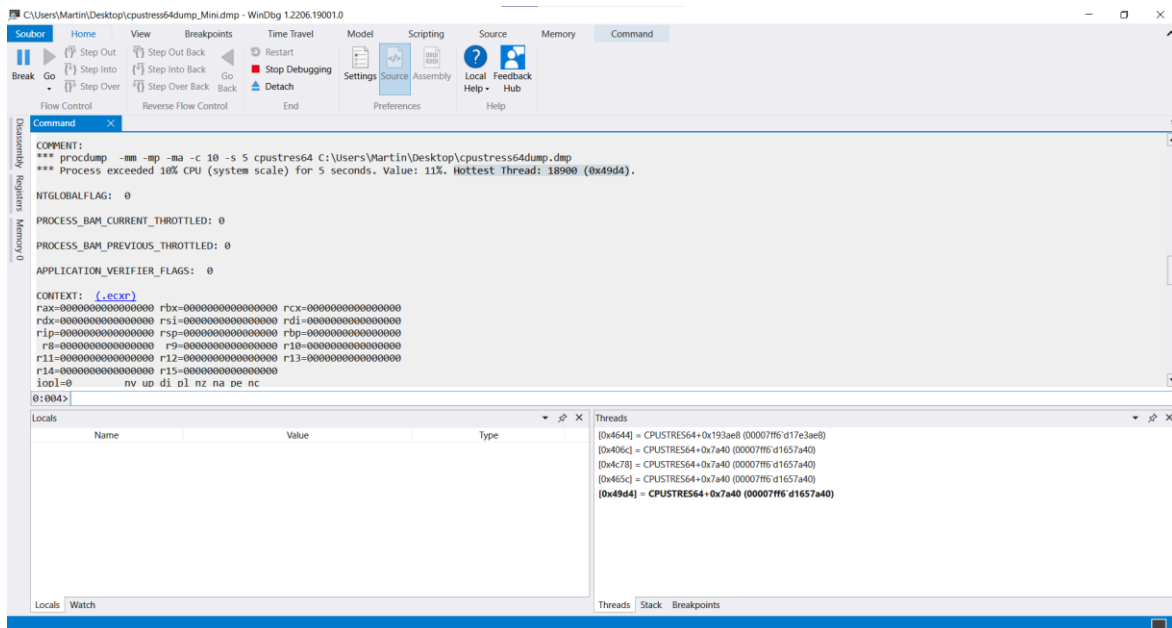 C:\Users\Martin\Desktop\cpustress64dump_Mini.dmp - WinDbg 1.2206.19001.0
Soubor Home View Breakpoints Time Travel Model Scripting Source Memory Command
Break
Go
Step Out
Step Into
Step Over
Flow Control
Step Out Back
Step Into Back
Step Over Back
Go Back
Reverse Flow Control
Restart
Stop Debugging
Detach
End
Settings Source Assembly
Preferences
Local Help
Feedback Hub
Help
Disassembly
Registers
Memory 0
Command
COMMENT:
*** procdump  -mm -mp -ma -c 10 -s 5 cpustres64 C:\Users\Martin\Desktop\cpustress64dump.dmp
*** Process exceeded 10% CPU (system scale) for 5 seconds. Value: 11%. Hottest Thread: 18900 (0x49d4).
NTGLOBALFLAG:  0
PROCESS_BAM_CURRENT_THROTTLED: 0
PROCESS_BAM_PREVIOUS_THROTTLED: 0
APPLICATION_VERIFIER_FLAGS:  0
CONTEXT:  (.ecxr)
rax=0000000000000000 rbx=0000000000000000 rcx=0000000000000000
rdx=0000000000000000 rsi=0000000000000000 rdi=0000000000000000
rip=0000000000000000 rsp=0000000000000000 rbp=0000000000000000
r8=0000000000000000  r9=0000000000000000 r10=0000000000000000
r11=0000000000000000 r12=0000000000000000 r13=0000000000000000
r14=0000000000000000 r15=0000000000000000
iopl=0         nv up di pl nz na pe nc
0:004>
Locals
Name Value Type
Locals Watch
Threads
[0x4644] = CPUSTRES64+0x193ae8 (00007ff6`d17e3ae8)
[0x406c] = CPUSTRES64+0x7a40 (00007ff6`d1657a40)
[0x4c78] = CPUSTRES64+0x7a40 (00007ff6`d1657a40)
[0x465c] = CPUSTRES64+0x7a40 (00007ff6`d1657a40)
[0x49d4] = CPUSTRES64+0x7a40 (00007ff6`d1657a40)
Threads Stack Breakpoints